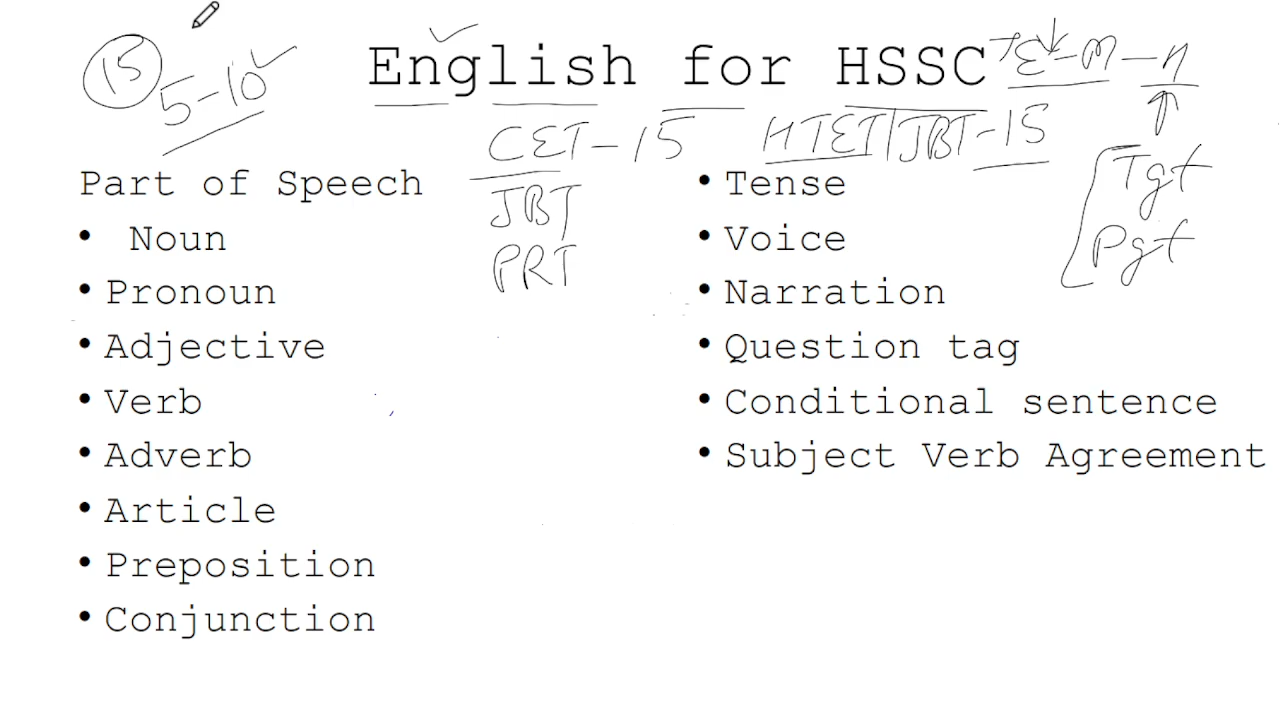 English for HSSC
15
5-10
E-M-H
CET-15
HTET/JBT-15
JBT
PRT
Tgt
Pgt
Part of Speech
• Noun
• Pronoun
• Adjective
• Verb
• Adverb
• Article
• Preposition
• Conjunction
• Tense
• Voice
• Narration
• Question tag
• Conditional sentence
• Subject Verb Agreement